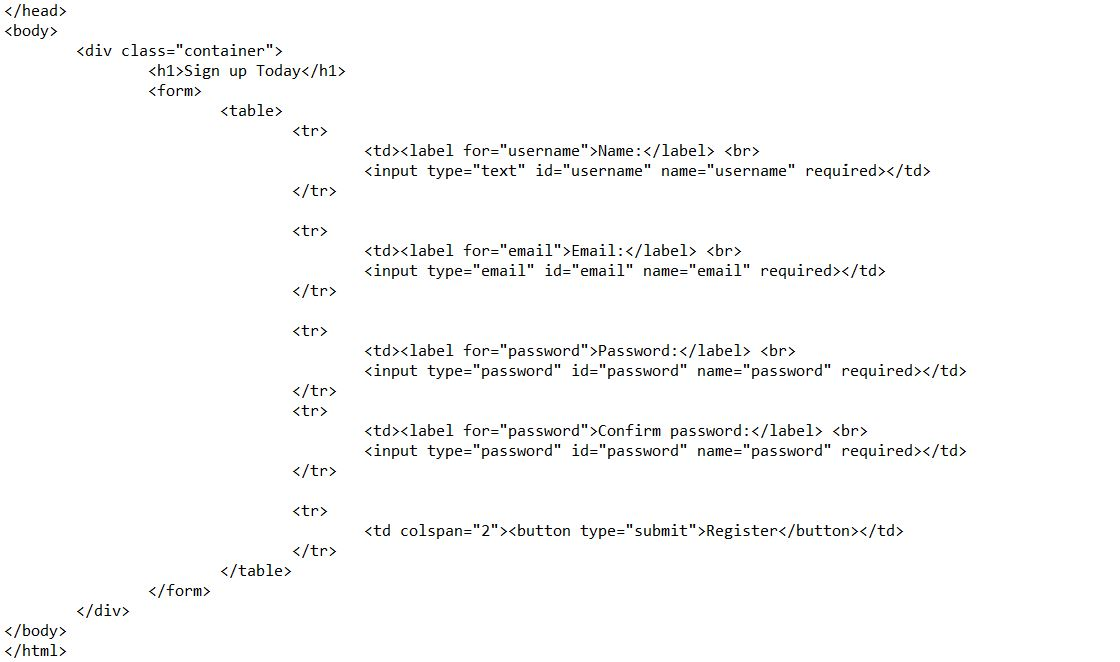 </head>
<body>
<div class="container">
<h1>Sign up Today</h1>
<form>
<table>
<tr>
<td><label for="username">Name:</label> <br>
<input type="text" id="username" name="username" required></td>
</tr>
<tr>
<td><label for="email">Email:</label> <br>
<input type="email" id="email" name="email" required></td>
</tr>
<tr>
<td><label for="password">Password:</label> <br>
<input type="password" id="password" name="password" required></td>
</tr>
<tr>
<td><label for="password">Confirm password:</label> <br>
<input type="password" id="password" name="password" required></td>
</tr>
<tr>
<td colspan="2"><button type="submit">Register</button></td>
</tr>
</table>
</form>
</div>
</body>
</html>